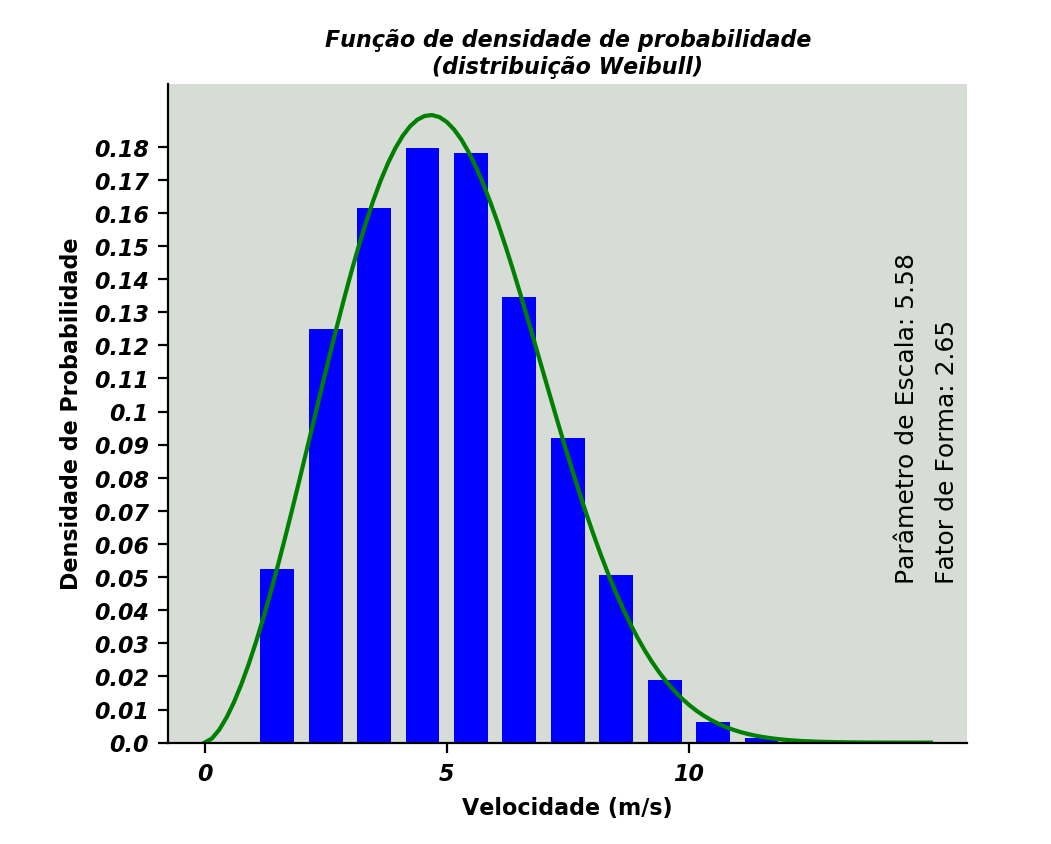 Função de densidade de probabilidade
(distribuição Weibull)
Densidade de Probabilidade
0.18
0.17
0.16
0.15
0.14
0.13
0.12
0.11
0.1
0.09
0.08
0.07
0.06
0.05
0.04
0.03
0.02
0.01
0.0
0 5 10
Velocidade (m/s)
Parâmetro de Escala: 5.58
Fator de Forma: 2.65